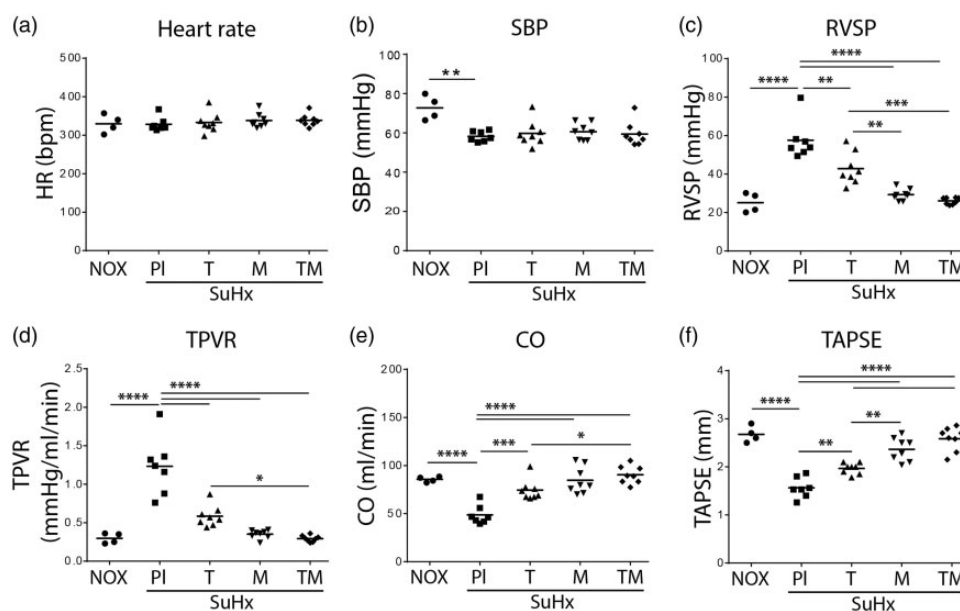 (a) Heart rate
HR (bpm)
500
400
300
200
100
0
NOX Pl T M TM
SuHx
(b) SBP
SBP (mmHg)
100
80
60
40
20
0
**
NOX Pl T M TM
SuHx
(c) RVSP
RVSP (mmHg)
100
80
60
40
20
0
****
**** **
***
**
NOX Pl T M TM
SuHx
(d) TPVR
TPVR
(mmHg/ml/min)
2.5
2.0
1.5
1.0
0.5
0.0
**** ****
*
NOX Pl T M TM
SuHx
(e) CO
CO (ml/min)
200
150
100
50
0
****
**** *** *
NOX Pl T M TM
SuHx
(f) TAPSE
TAPSE (mm)
4
3
2
1
0
****
**** **
**
NOX Pl T M TM
SuHx